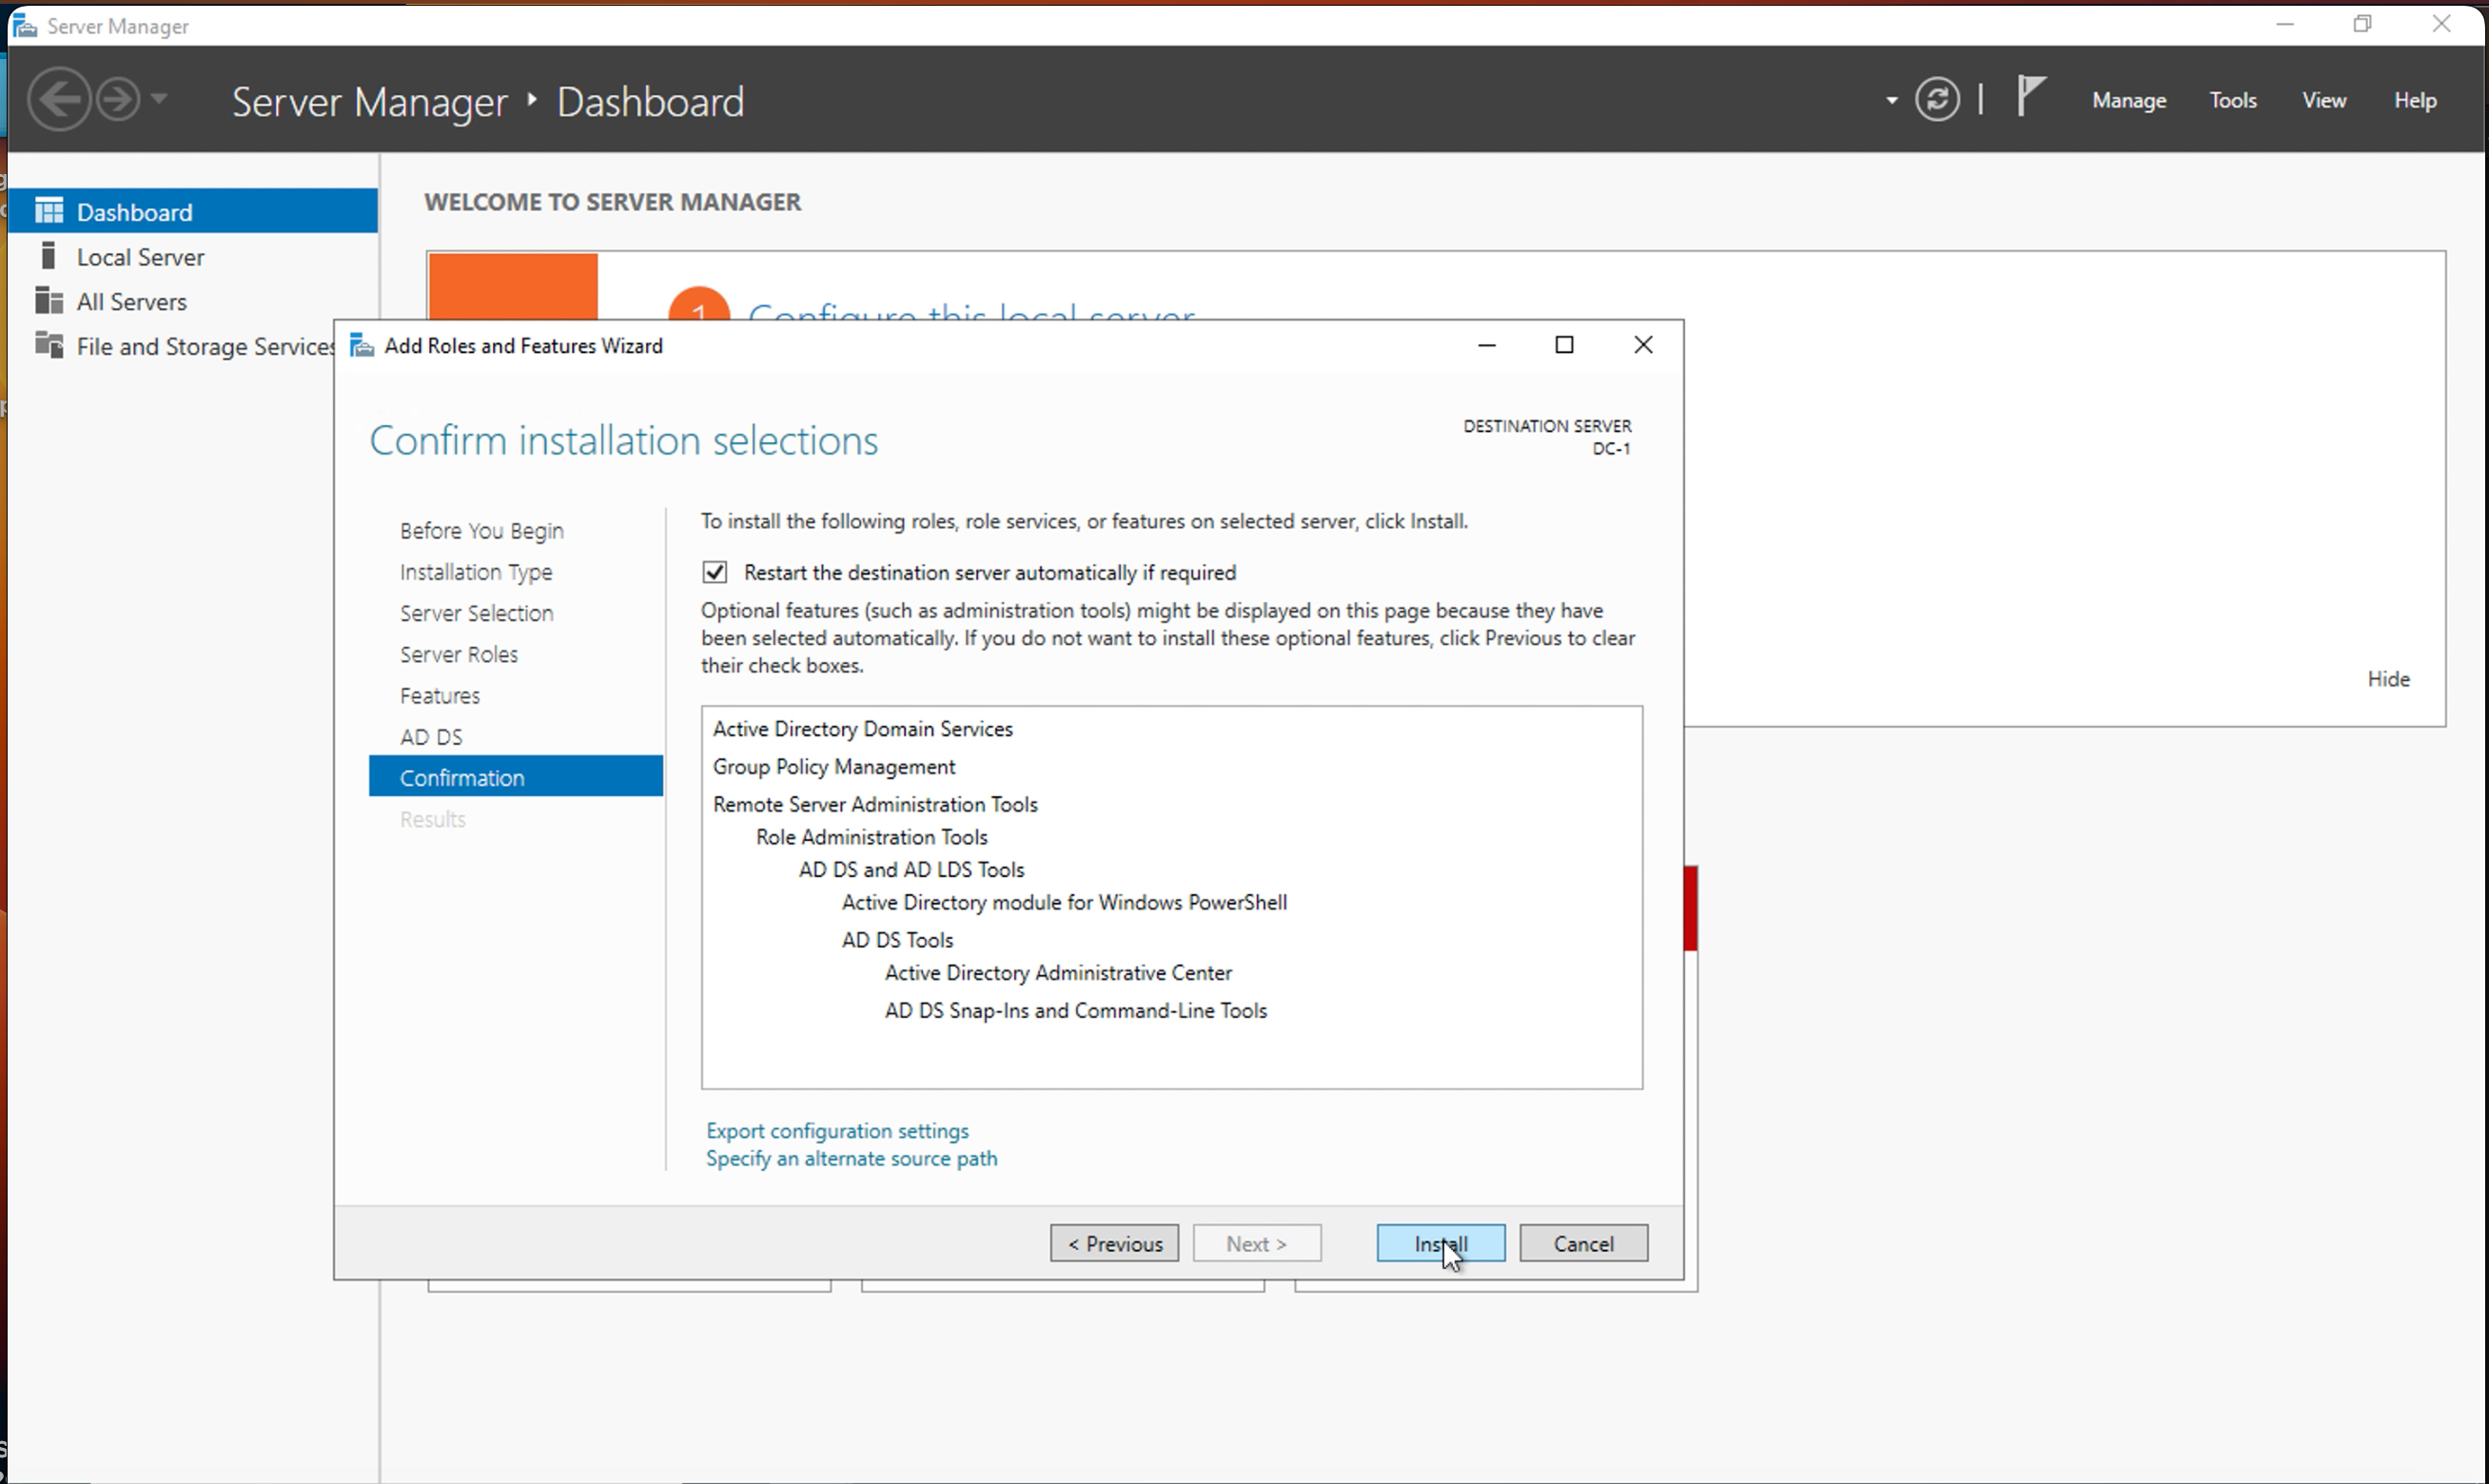 Server Manager
Server Manager ‣ Dashboard
Manage Tools View Help
Dashboard
Local Server
All Servers
File and Storage Services
WELCOME TO SERVER MANAGER
1 Configure this local server
Hide
Add Roles and Features Wizard
Confirm installation selections
DESTINATION SERVER
DC-1
Before You Begin
Installation Type
Server Selection
Server Roles
Features
AD DS
Confirmation
Results
To install the following roles, role services, or features on selected server, click Install.
Restart the destination server automatically if required
Optional features (such as administration tools) might be displayed on this page because they have
been selected automatically. If you do not want to install these optional features, click Previous to clear
their check boxes.
Active Directory Domain Services
Group Policy Management
Remote Server Administration Tools
Role Administration Tools
AD DS and AD LDS Tools
Active Directory module for Windows PowerShell
AD DS Tools
Active Directory Administrative Center
AD DS Snap-Ins and Command-Line Tools
Export configuration settings
Specify an alternate source path
< Previous Next > Install Cancel